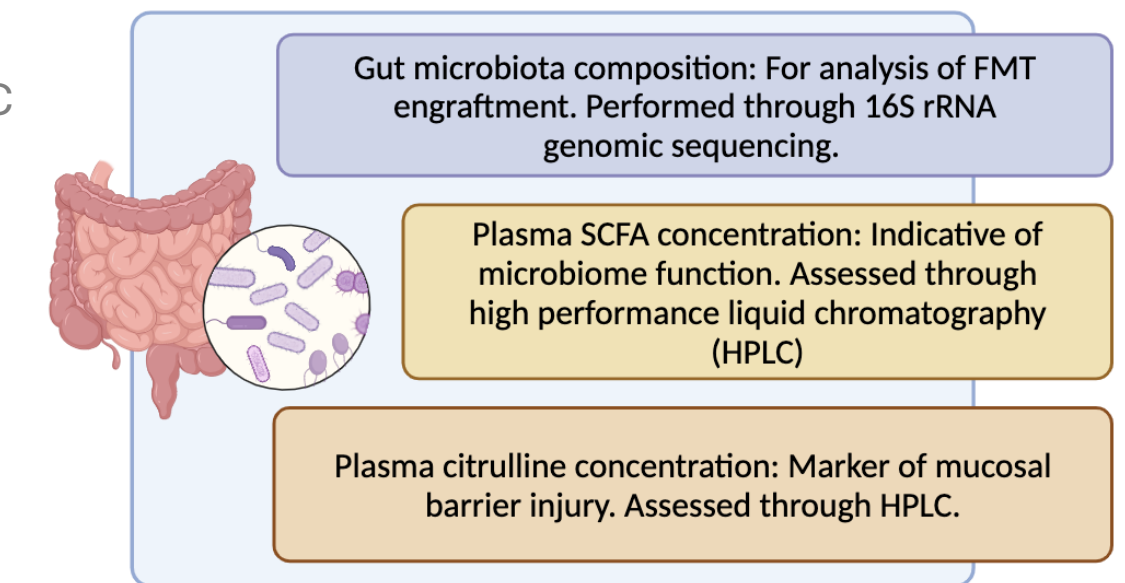 C
Gut microbiota composition: For analysis of FMT
engraftment. Performed through 16S rRNA
genomic sequencing.
Plasma SCFA concentration: Indicative of
microbiome function. Assessed through
high performance liquid chromatography
(HPLC)
Plasma citrulline concentration: Marker of mucosal
barrier injury. Assessed through HPLC.